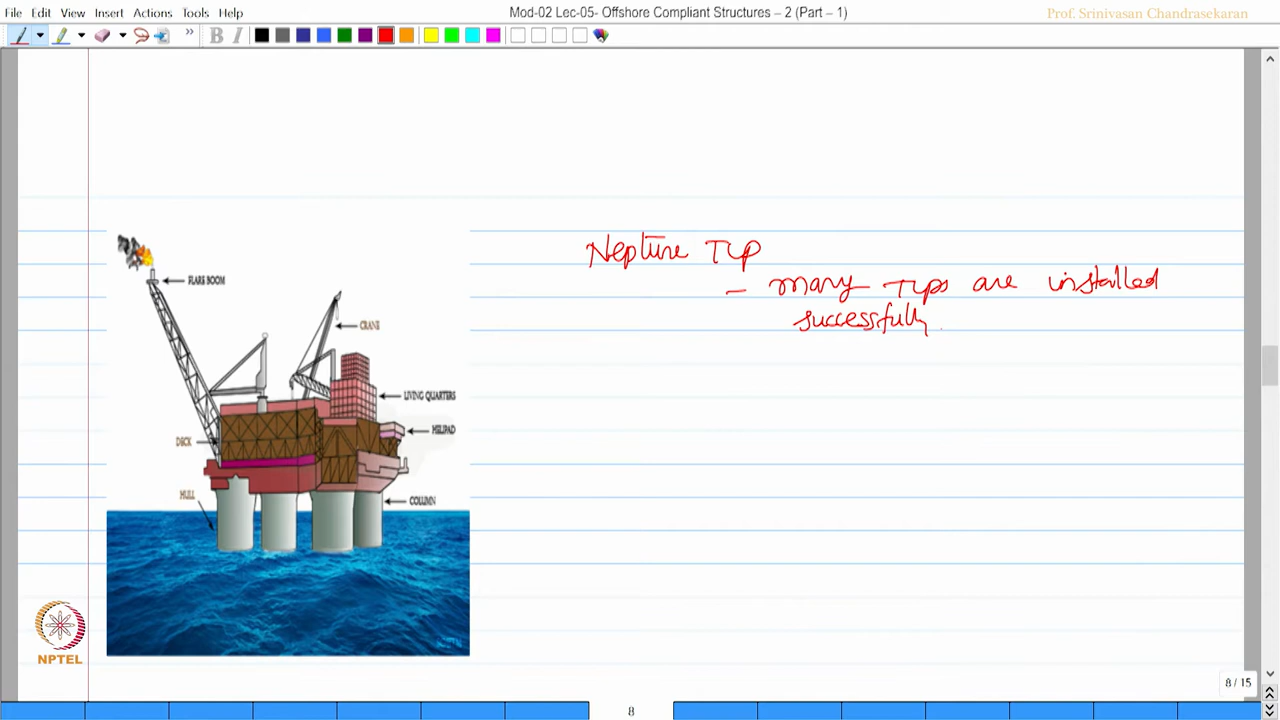 File Edit View Insert Actions Tools Help
Mod-02 Lec-05- Offshore Compliant Structures – 2 (Part – 1)
Prof. Srinivasan Chandrasekaran
B I
Neptune TLP
FLARE BOOM
– many TLPs are installed
successfully
CRANE
LIVING QUARTERS
HELIPAD
DECK
HULL
COLUMN
NPTEL
8 / 15
8